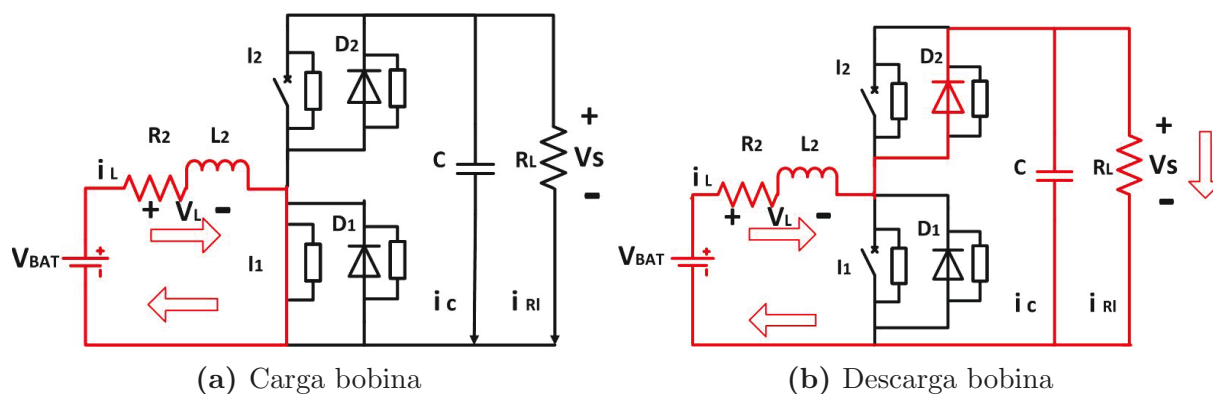 I2
D2
R2
L2
C
RL
+
Vs
-
iL
+ VL -
D1
VBAT
+
I1
ic
iRl
(a) Carga bobina
I2
D2
R2
L2
C
RL
+
Vs
-
iL
+ VL -
D1
VBAT
+
I1
ic
iRl
(b) Descarga bobina